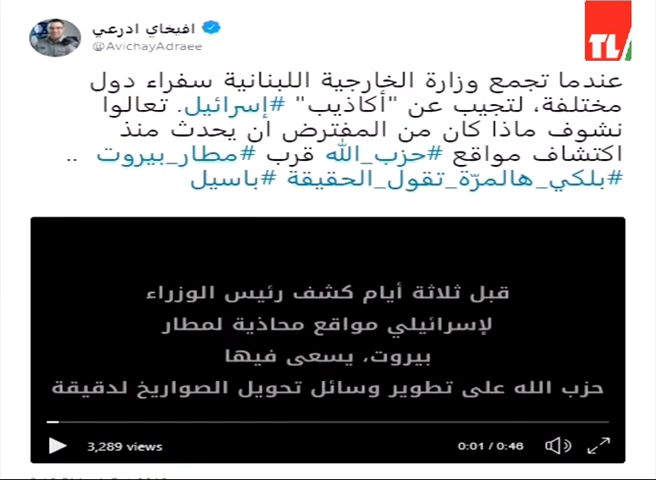 افيخاي ادرعي
@AvichayAdraee
TL/
عندما تجمع وزارة الخارجية اللبنانية سفراء دول
مختلفة، لتجيب عن "أكاذيب" #إسرائيل. تعالوا
نشوف ماذا كان من المفترض ان يحدث منذ
اكتشاف مواقع #حزب_الله قرب #مطار_بيروت ..
#بلكي_هالمرّة_تقول_الحقيقة #باسيل
قبل ثلاثة أيام كشف رئيس الوزراء
لإسرائيلي مواقع محاذية لمطار
بيروت، يسعى فيها
حزب الله على تطوير وسائل تحويل الصواريخ لدقيقة
3,289 views
0:01 / 0:46